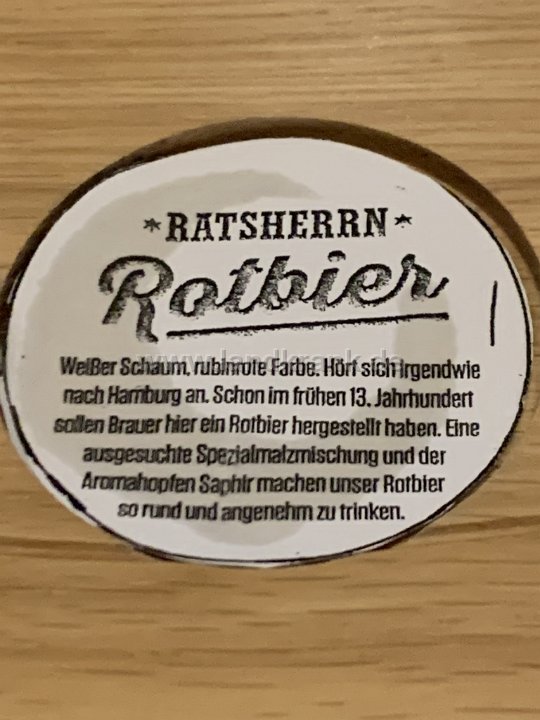 *RATSHERRN*
Rotbier
Weißer Schaum, rubinrote Farbe. Hört sich irgendwie
nach Hamburg an. Schon im frühen 13. Jahrhundert
sollen Brauer hier ein Rotbier hergestellt haben. Eine
ausgesuchte Spezialmalzmischung und der
Aromahopfen Saphir machen unser Rotbier
so rund und angenehm zu trinken.